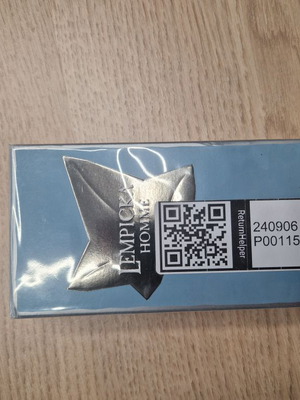 LEMPICKA
HOMME
ReturnHelper
240906
P00115